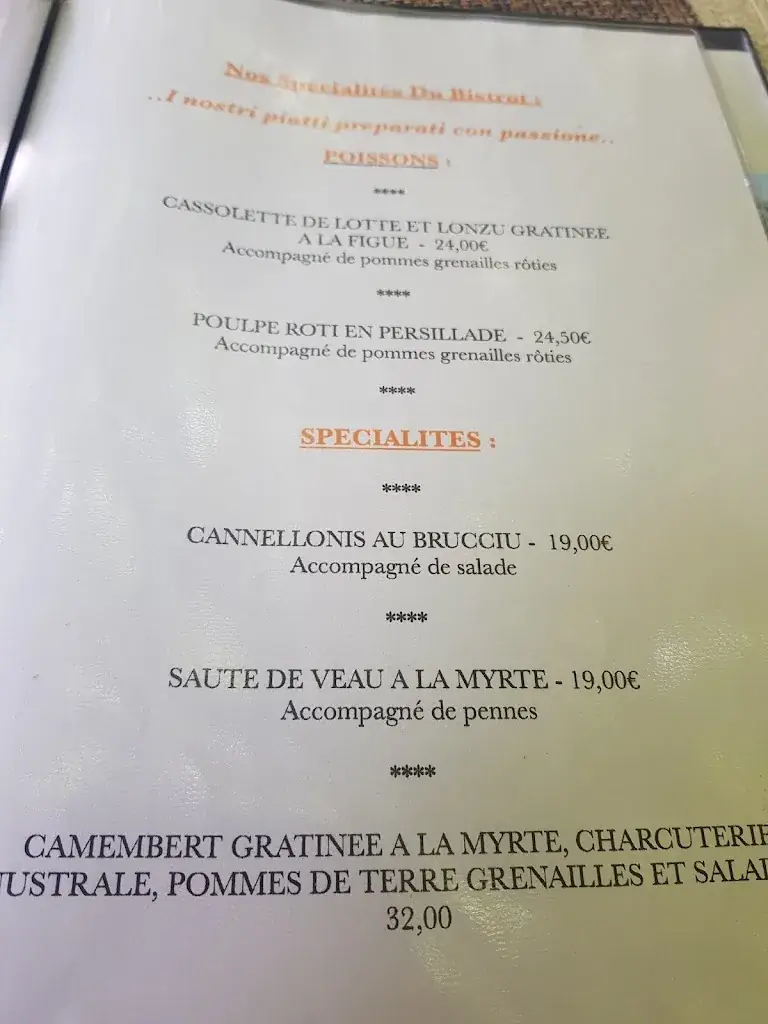 Nos Specialites Du Bistrot :
..I nostri piatti preparati con passione..
POISSONS :
****
CASSOLETTE DE LOTTE ET LONZU GRATINEE
A LA FIGUE - 24,00€
Accompagné de pommes grenailles rôties
****
POULPE ROTI EN PERSILLADE - 24,50€
Accompagné de pommes grenailles rôties
****
SPECIALITES :
****
CANNELLONIS AU BRUCCIU - 19,00€
Accompagné de salade
****
SAUTE DE VEAU A LA MYRTE - 19,00€
Accompagné de pennes
****
CAMEMBERT GRATINEE A LA MYRTE, CHARCUTERIE
USTRALE, POMMES DE TERRE GRENAILLES ET SALA
32,00